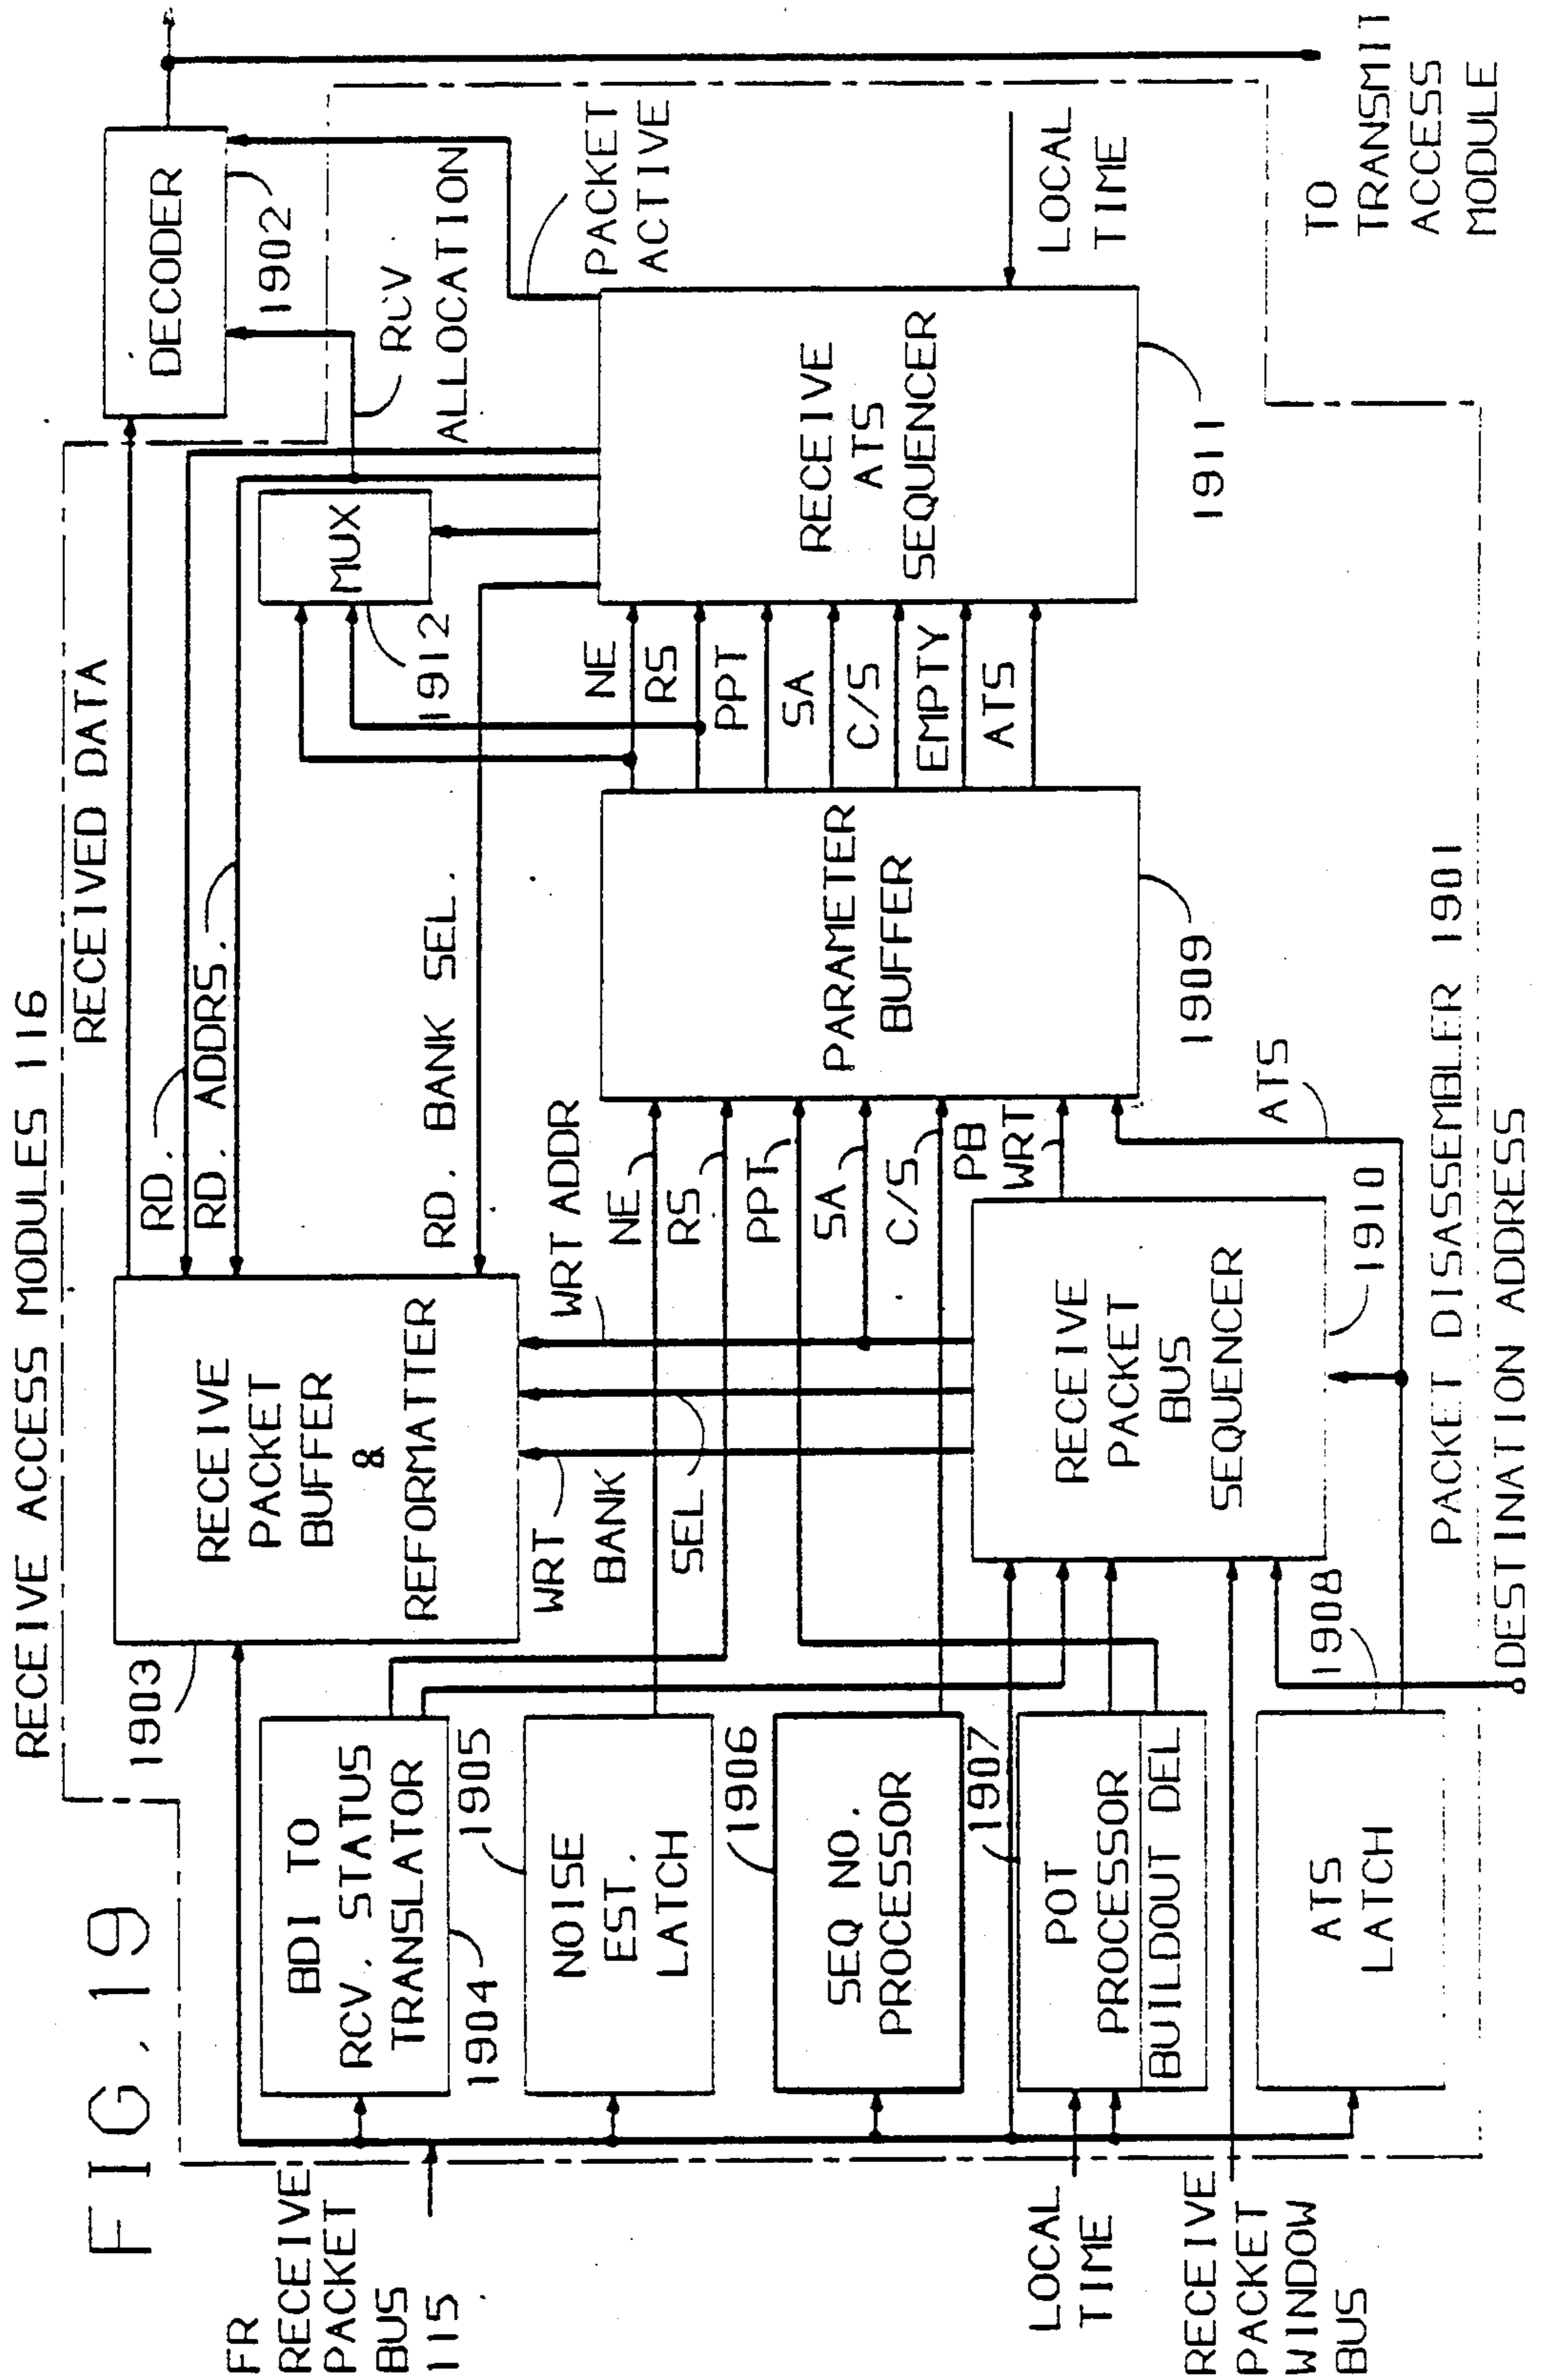 FIG. 19
RECEIVE ACCESS MODULES 116
FR
RECEIVE
PACKET
BUS
115
LOCAL
TIME
RECEIVE
PACKET
WINDOW
BUS
1903
BDI TO
RCV. STATUS
TRANSLATOR
1904
1905
NOISE
EST.
LATCH
1906
SEQ NO.
PROCESSOR
1907
POT
PROCESSOR
BUILDOUT DEL
1908
ATS
LATCH
RECEIVE
PACKET
BUFFER
&
REFORMATTER
WRT
BANK
SEL
WRT ADDR
RECEIVE
PACKET
BUS
SEQUENCER
1910
NE
RS
PPT
SA
C/S
PB
WRT
ATS
PARAMETER
BUFFER
1909
RECEIVED DATA
RD.
RD. ADDRS.
RD. BANK SEL.
NE
RS
PPT
SA
C/S
EMPTY
ATS
MUX
1912
RECEIVE
ATS
SEQUENCER
1911
DECODER
1902
RCV
ALLOCATION
PACKET
ACTIVE
LOCAL
TIME
TO
TRANSMIT
ACCESS
MODULE
PACKET DISASSEMBLER 1901
DESTINATION ADDRESS